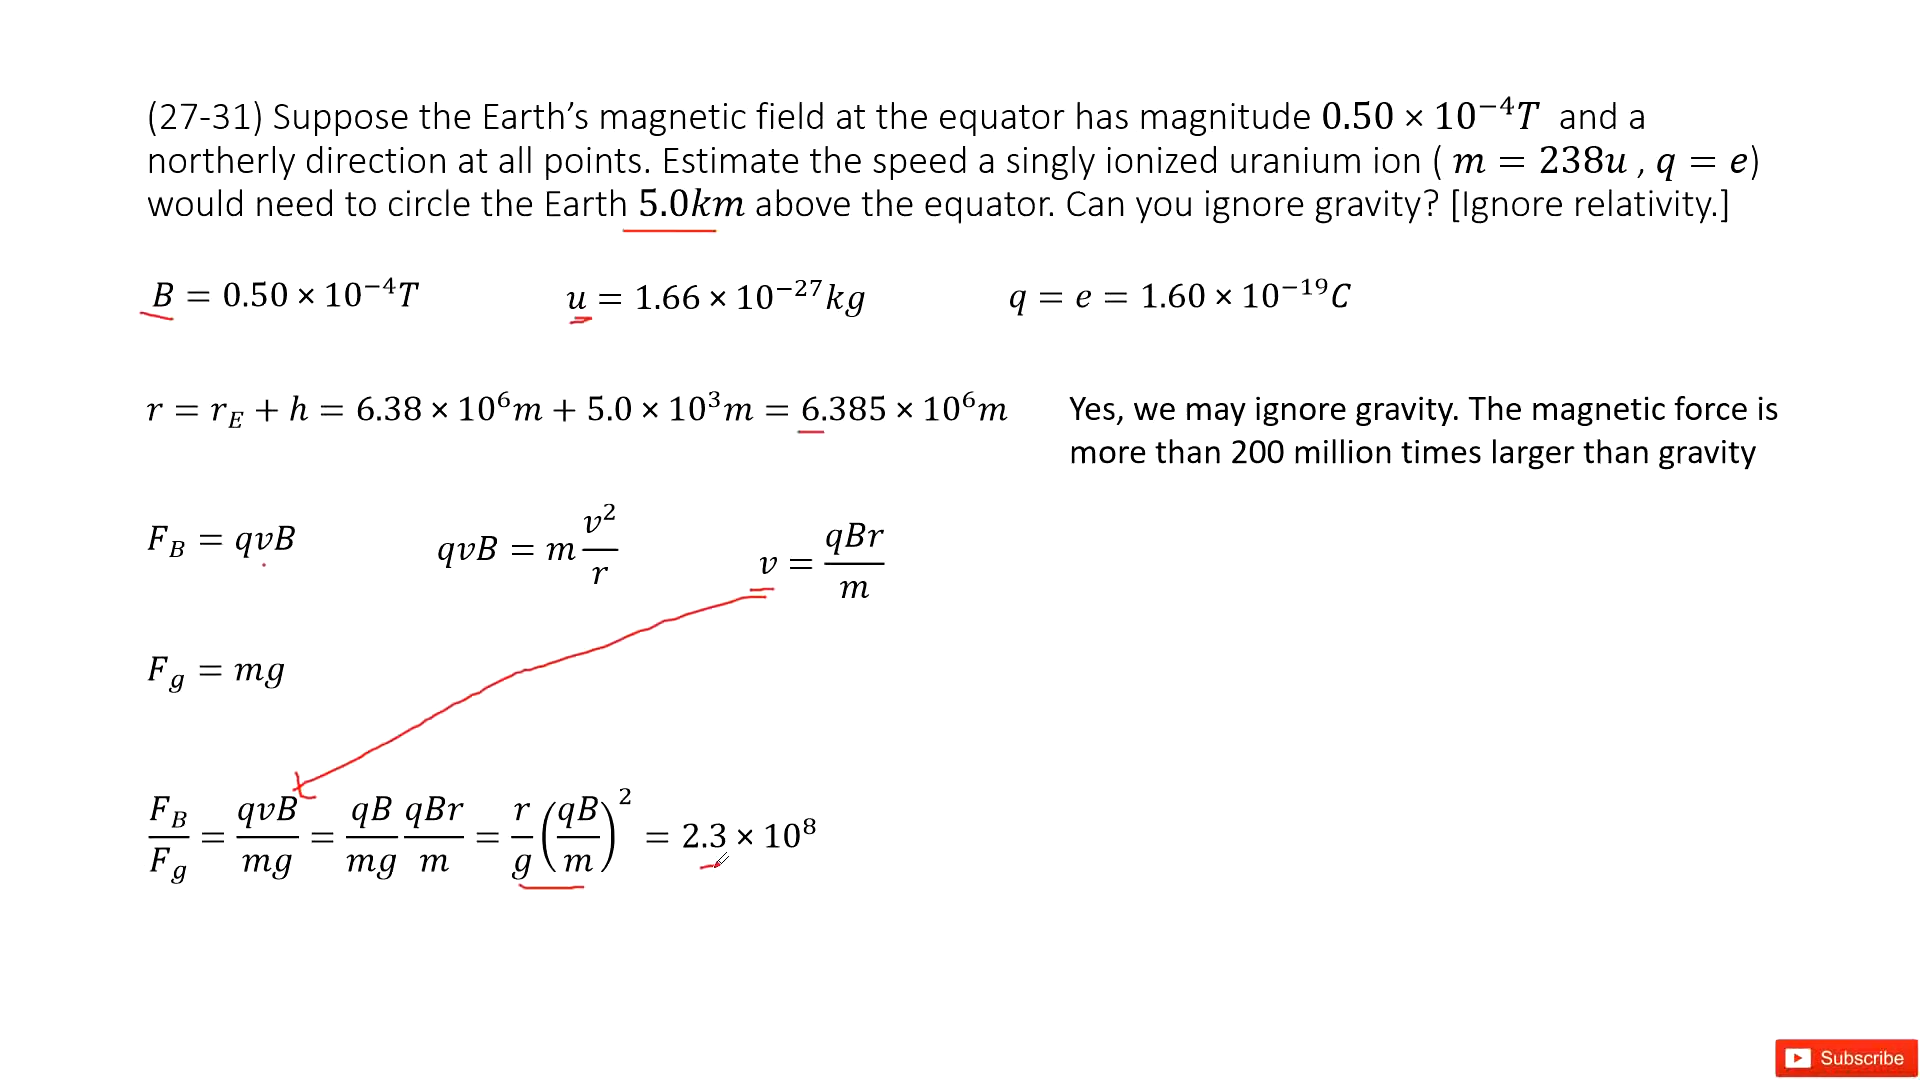 (27-31) Suppose the Earth’s magnetic field at the equator has magnitude 0.50 × 10⁻⁴T and a
northerly direction at all points. Estimate the speed a singly ionized uranium ion ( m = 238u , q = e)
would need to circle the Earth 5.0km above the equator. Can you ignore gravity? [Ignore relativity.]
B = 0.50 × 10⁻⁴T u = 1.66 × 10⁻²⁷kg q = e = 1.60 × 10⁻¹⁹C
r = r_E + h = 6.38 × 10⁶m + 5.0 × 10³m = 6.385 × 10⁶m
Yes, we may ignore gravity. The magnetic force is
more than 200 million times larger than gravity
F_B = qvB qvB = m v²/r v = qBr/m
F_g = mg
F_B/F_g = qvB/mg = qB/mg qBr/m = r/g (qB/m)² = 2.3 × 10⁸
Subscribe